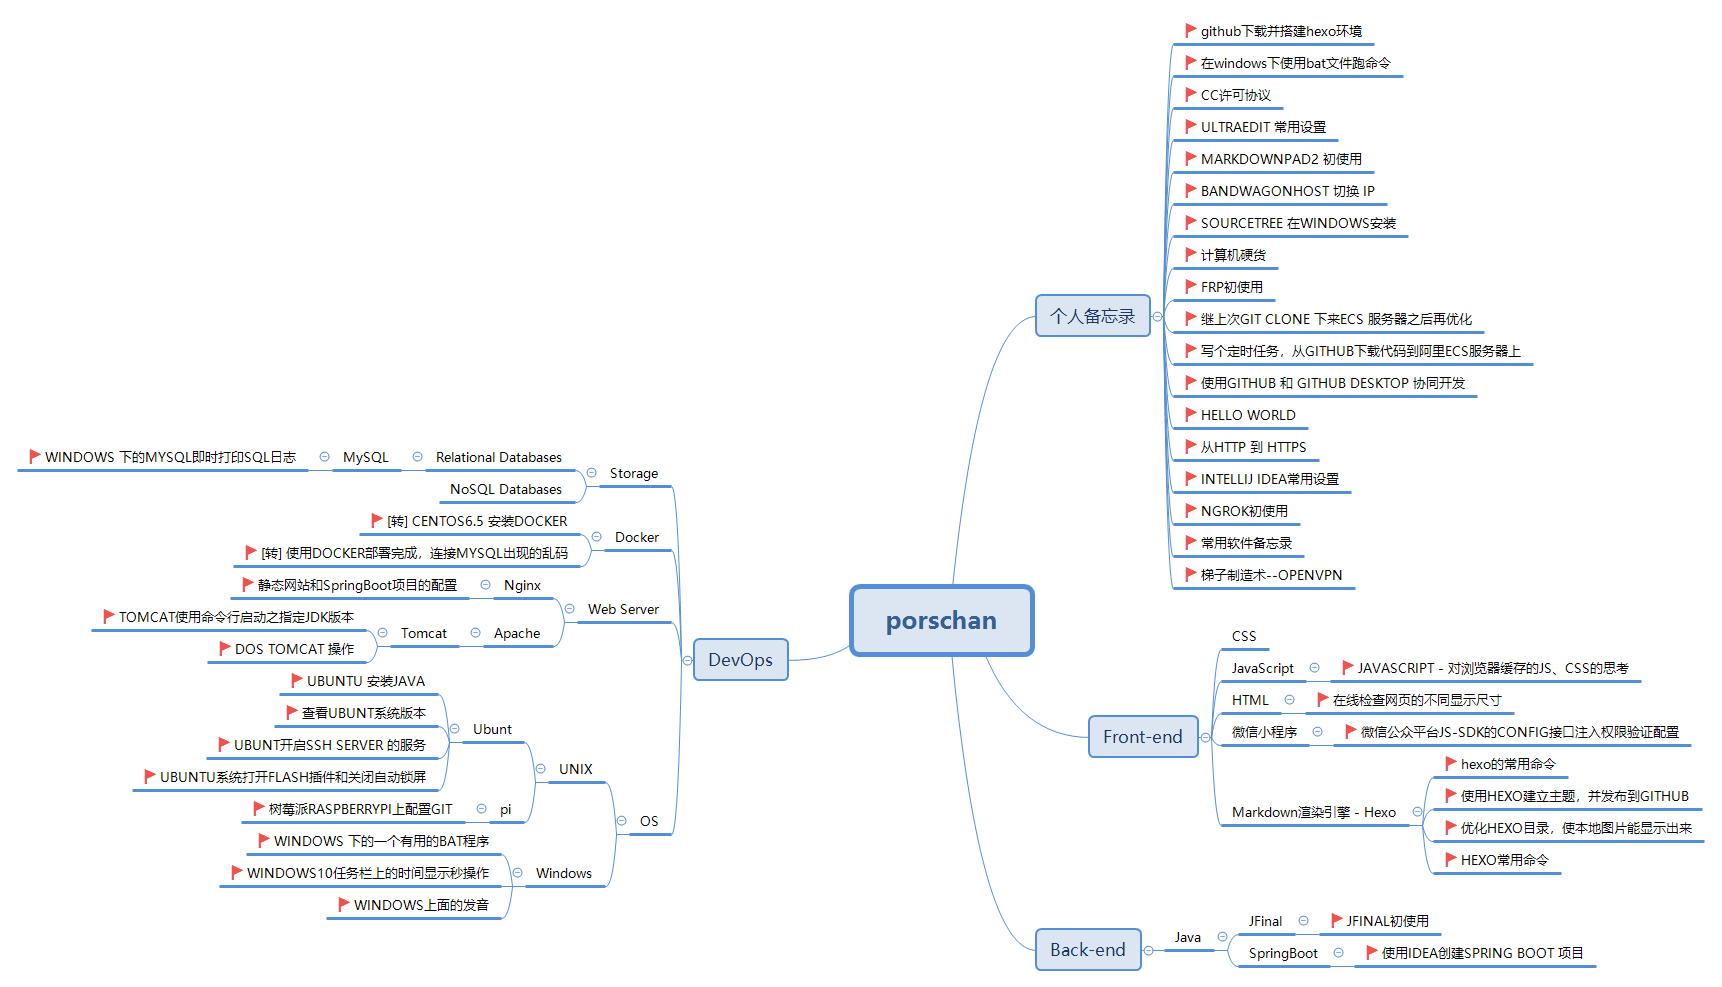 porschan
个人备忘录
github下载并搭建hexo环境
在windows下使用bat文件跑命令
CC许可协议
ULTRAEDIT 常用设置
MARKDOWNPAD2 初使用
BANDWAGONHOST 切换 IP
SOURCETREE 在WINDOWS安装
计算机硬货
FRP初使用
继上次GIT CLONE 下来ECS 服务器之后再优化
写个定时任务，从GITHUB下载代码到阿里ECS服务器上
使用GITHUB 和 GITHUB DESKTOP 协同开发
HELLO WORLD
从HTTP 到 HTTPS
INTELLIJ IDEA常用设置
NGROK初使用
常用软件备忘录
梯子制造术--OPENVPN
Front-end
CSS
JavaScript
JAVASCRIPT - 对浏览器缓存的JS、CSS的思考
HTML
在线检查网页的不同显示尺寸
微信小程序
微信公众平台JS-SDK的CONFIG接口注入权限验证配置
Markdown渲染引擎 - Hexo
hexo的常用命令
使用HEXO建立主题，并发布到GITHUB
优化HEXO目录，使本地图片能显示出来
HEXO常用命令
Back-end
Java
JFinal
JFINAL初使用
SpringBoot
使用IDEA创建SPRING BOOT 项目
DevOps
Storage
Relational Databases
MySQL
WINDOWS 下的MYSQL即时打印SQL日志
NoSQL Databases
Docker
[转] CENTOS6.5 安装DOCKER
[转] 使用DOCKER部署完成，连接MYSQL出现的乱码
Web Server
Nginx
静态网站和SpringBoot项目的配置
Apache
Tomcat
TOMCAT使用命令行启动之指定JDK版本
DOS TOMCAT 操作
OS
UNIX
Ubunt
UBUNTU 安装JAVA
查看UBUNT系统版本
UBUNT开启SSH SERVER 的服务
UBUNTU系统打开FLASH插件和关闭自动锁屏
pi
树莓派RASPBERRYPI上配置GIT
Windows
WINDOWS 下的一个有用的BAT程序
WINDOWS10任务栏上的时间显示秒操作
WINDOWS上面的发音